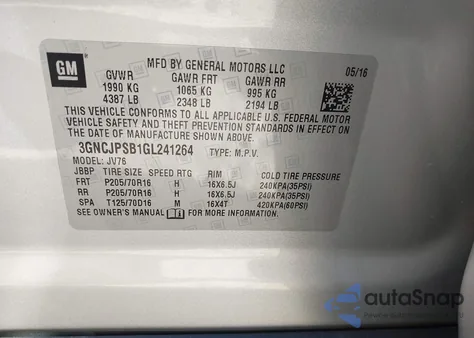 GM
MFD BY GENERAL MOTORS LLC
05/16
GVWR GAWR FRT GAWR RR
1990 KG 1065 KG 995 KG
4387 LB 2348 LB 2194 LB
THIS VEHICLE CONFORMS TO ALL APPLICABLE U.S. FEDERAL MOTOR
VEHICLE SAFETY AND THEFT PREVENTION STANDARDS IN EFFECT ON
THE DATE OF MANUFACTURE SHOWN ABOVE.
3GNCJPSB1GL241264 TYPE: M.P.V.
MODEL: JV76
JBBP TIRE SIZE SPEED RTG RIM COLD TIRE PRESSURE
FRT P205/70R16 H 16X6.5J 240KPA(35PSI)
RR P205/70R16 H 16X6.5J 240KPA(35PSI)
SPA T125/70D16 M 16X4T 420KPA(60PSI)
SEE OWNER'S MANUAL FOR MORE INFORMATION
autoSnap